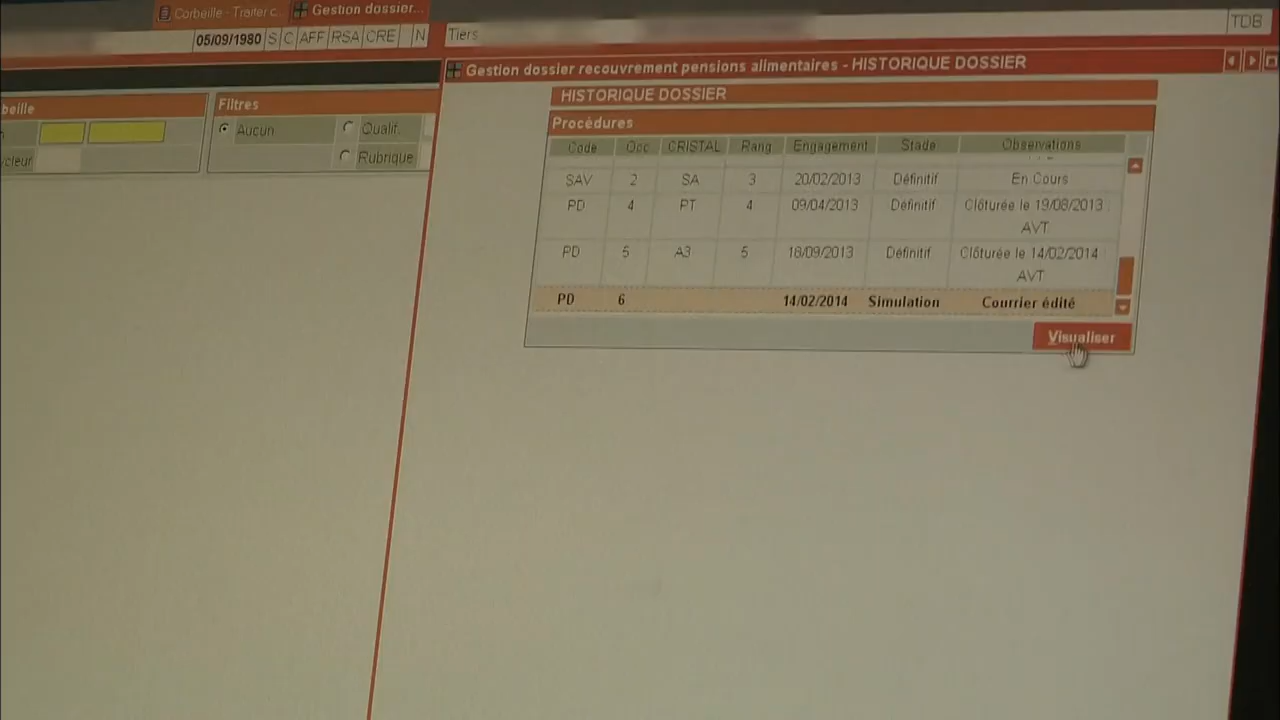 Corbeille - Traiter c... Gestion dossier...
05/09/1980 S C AFF RSA CRE N
Tiers
TDB
Gestion dossier recouvrement pensions alimentaires - HISTORIQUE DOSSIER
beille
Filtres
Aucun
Qualif.
Rubrique
HISTORIQUE DOSSIER
Procédures
Code Occ CRISTAL Rang Engagement Stade Observations
SAV 2 SA 3 20/02/2013 Définitif En Cours
PD 4 PT 4 09/04/2013 Définitif Clôturée le 19/08/2013
AVT
PD 5 A3 5 18/09/2013 Définitif Clôturée le 14/02/2014
AVT
PD 6 14/02/2014 Simulation Courrier édité
Visualiser